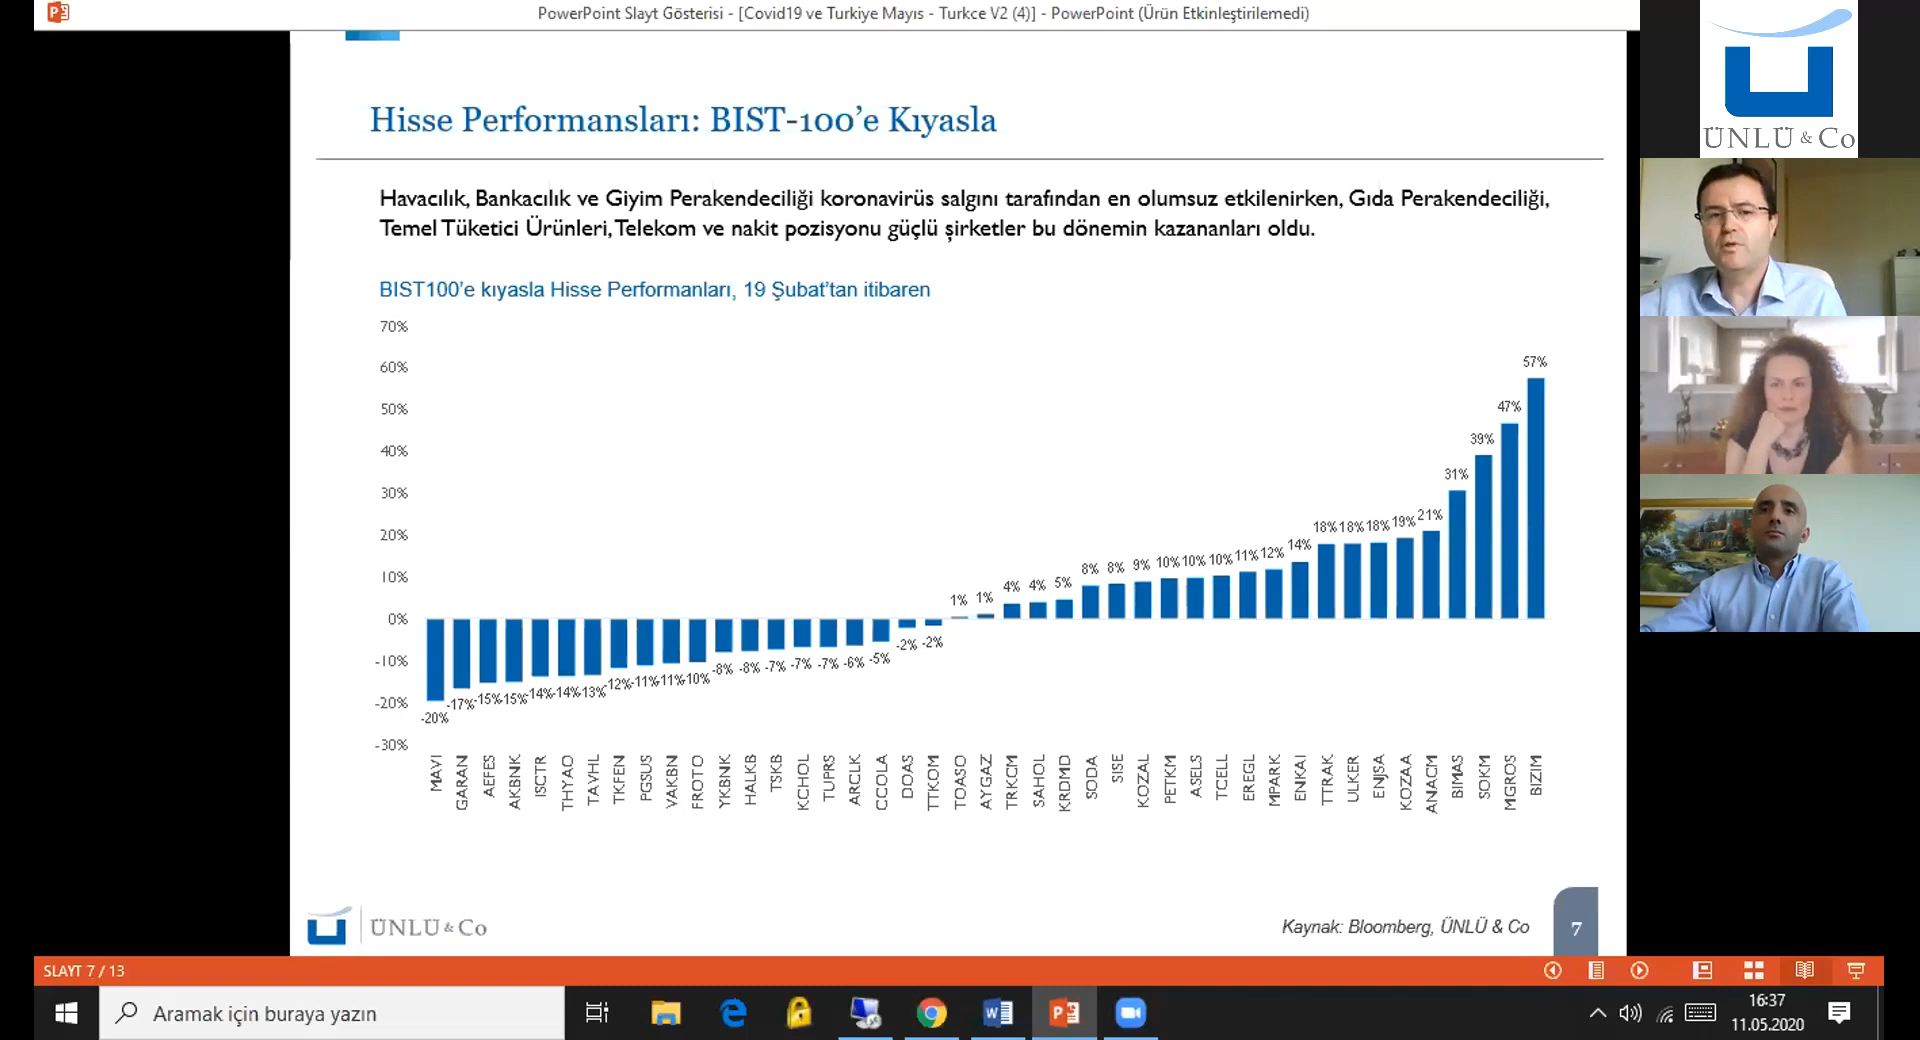 PowerPoint Slayt Gösterisi - [Covid19 ve Turkiye Mayıs - Turkce V2 (4)] - PowerPoint (Ürün Etkinleştirilemedi)
ÜNLÜ & Co
Hisse Performansları: BIST-100’e Kıyasla
Havacılık, Bankacılık ve Giyim Perakendeciliği koronavirüs salgını tarafından en olumsuz etkilenirken, Gıda Perakendeciliği,
Temel Tüketici Ürünleri, Telekom ve nakit pozisyonu güçlü şirketler bu dönemin kazananları oldu.
BIST100’e kıyasla Hisse Performanları, 19 Şubat’tan itibaren
70%
60%
50%
40%
30%
20%
10%
0%
-10%
-20%
-30%
-20% -17% -15% 15% -14% -14% 13% -12% -11% 11% 10% -8% -8% -7% -7% -7% -6% -5% -2% -2% 1% 1% 4% 4% 5% 8% 8% 9% 10% 10% 10% 11% 12% 14% 18% 18% 18% 19% 21% 31% 39% 47% 57%
MAVI GARAN AEFES AKBNK ISCTR THYAO TAVHL TKFEN PGSUS VAKBN FROTO YKBNK HALKB TSKB KCHOL TUPRS ARCLK CCOLA DOAS TTKOM TOASO AYGAZ TRKCM SAHOL KRDMD SODA SISE KOZAL PETKM ASELS TCELL EREGL MPARK ENKAI TTRAK ULKER ENJSA KOZAA ANACM BIMAS SOKM MGROS BIZIM
ÜNLÜ & Co
Kaynak: Bloomberg, ÜNLÜ & Co
7
SLAYT 7 / 13
Aramak için buraya yazın
16:37
11.05.2020